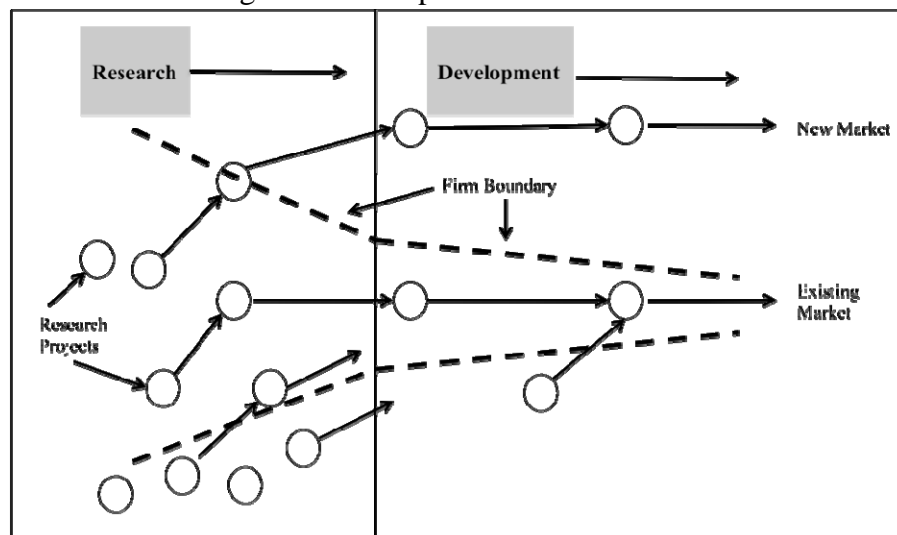 Research
Development
New Market
Firm Boundary
Existing
Market
Research
Projects